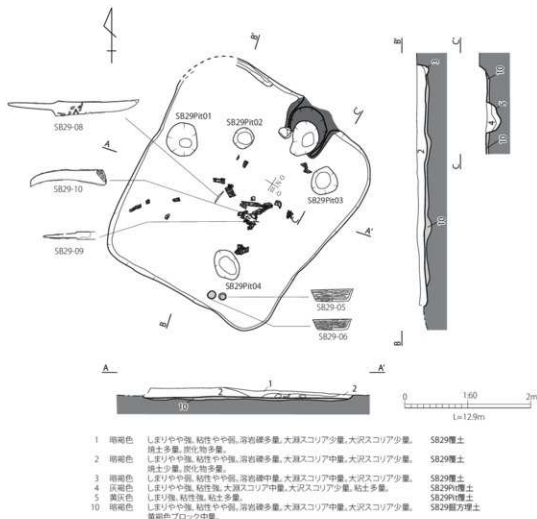 B'
B'
C'
3
10
SB29Pit01
SB29Pit02
C'
5
4
SB29-08
A
10
C
SB29-10
2
SB29Pit03
10
SB29-09
A'
SB29Pit04
SB29-05
B
SB29-06
B
A
A'
1
2
2
10
0
1:60
2m
L=12.9m
1 暗褐色 しまりやや強。粘性やや弱。溶岩礫多量。大淵スコリア少量。大沢スコリア少量。 SB29覆土
焼土多量。炭化物多量。
2 暗褐色 しまりやや強。粘性やや弱。溶岩礫多量。大淵スコリア中量。大沢スコリア少量。 SB29覆土
焼土少量。炭化物少量。
3 暗褐色 しまりやや弱。粘性やや弱。溶岩礫中量。大淵スコリア少量。大沢スコリア少量。 SB29覆土
4 灰褐色 しまりやや強。粘性強。大淵スコリア中量。大沢スコリア少量。粘土多量。 SB29Pit覆土
5 黄灰色 しまり強。粘性強。粘土多量。 SB29Pit覆土
10 暗褐色 しまりやや強。粘性やや弱。溶岩礫多量。大淵スコリア中量。大沢スコリア少量。 SB29掘方埋土
黄褐色ブロック中量。